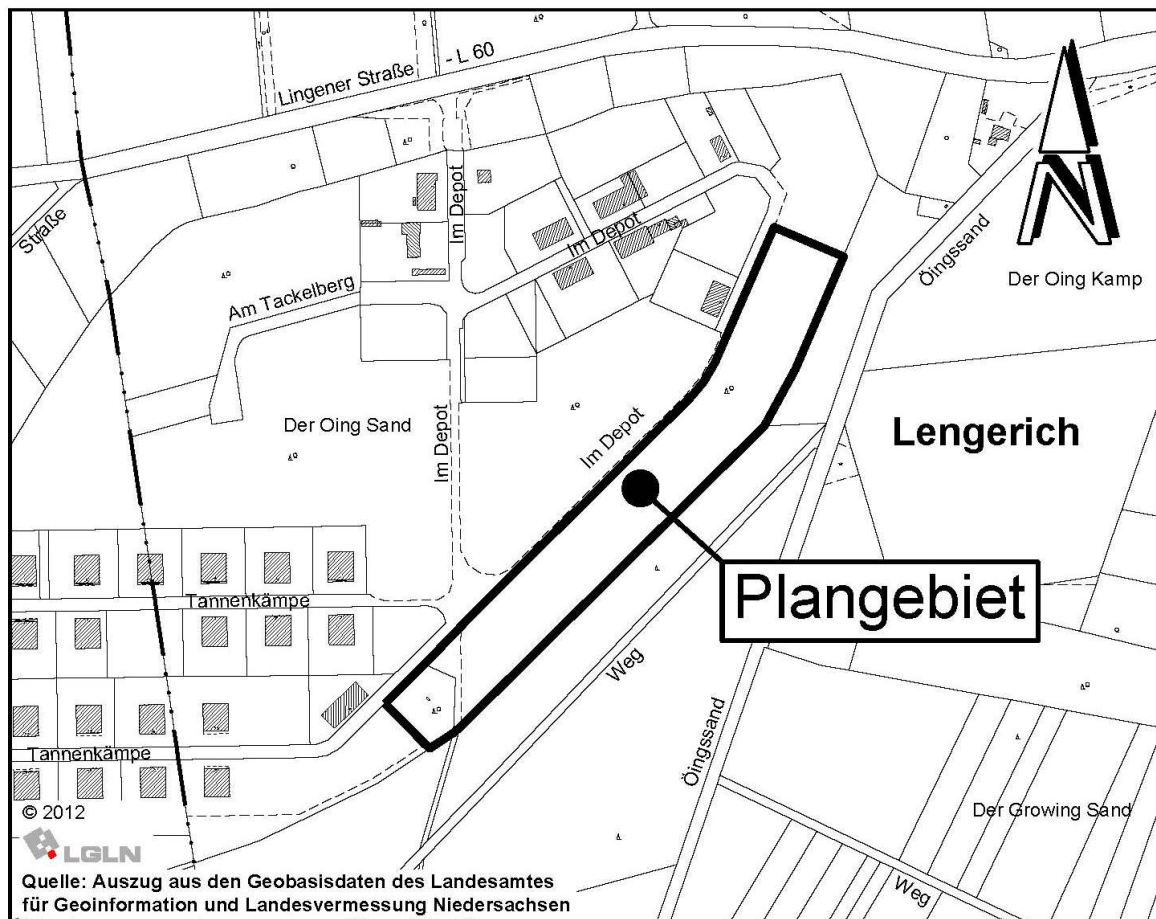 Lingener Straße
- L 60
Straße
Im Depot
Im Depot
Im Depot
Öingssand
Der Oing Kamp
Am Tackelberg
Der Oing Sand
Im Depot
Im Depot
Lengerich
Plangebiet
Tannenkämpe
Weg
Öingssand
Tannenkämpe
Der Growing Sand
Weg
© 2012
LGLN
Quelle: Auszug aus den Geobasisdaten des Landesamtes
für Geoinformation und Landesvermessung Niedersachsen
N